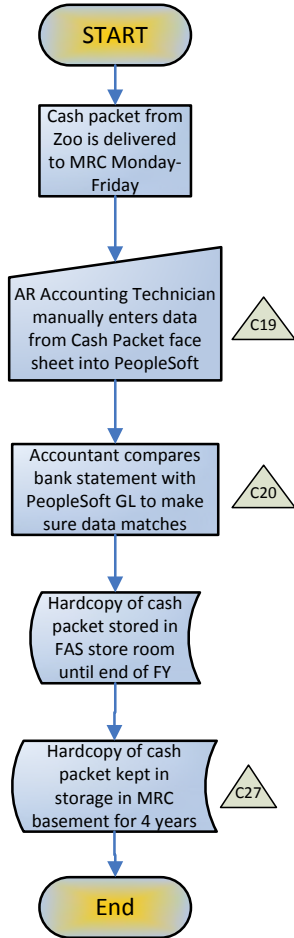 START
Cash packet from
Zoo is delivered
to MRC Monday-
Friday
AR Accounting Technician
manually enters data
from Cash Packet face
sheet into PeopleSoft
C19
Accountant compares
bank statement with
PeopleSoft GL to make
sure data matches
C20
Hardcopy of cash
packet stored in
FAS store room
until end of FY
Hardcopy of cash
packet kept in
storage in MRC
basement for 4 years
C27
End